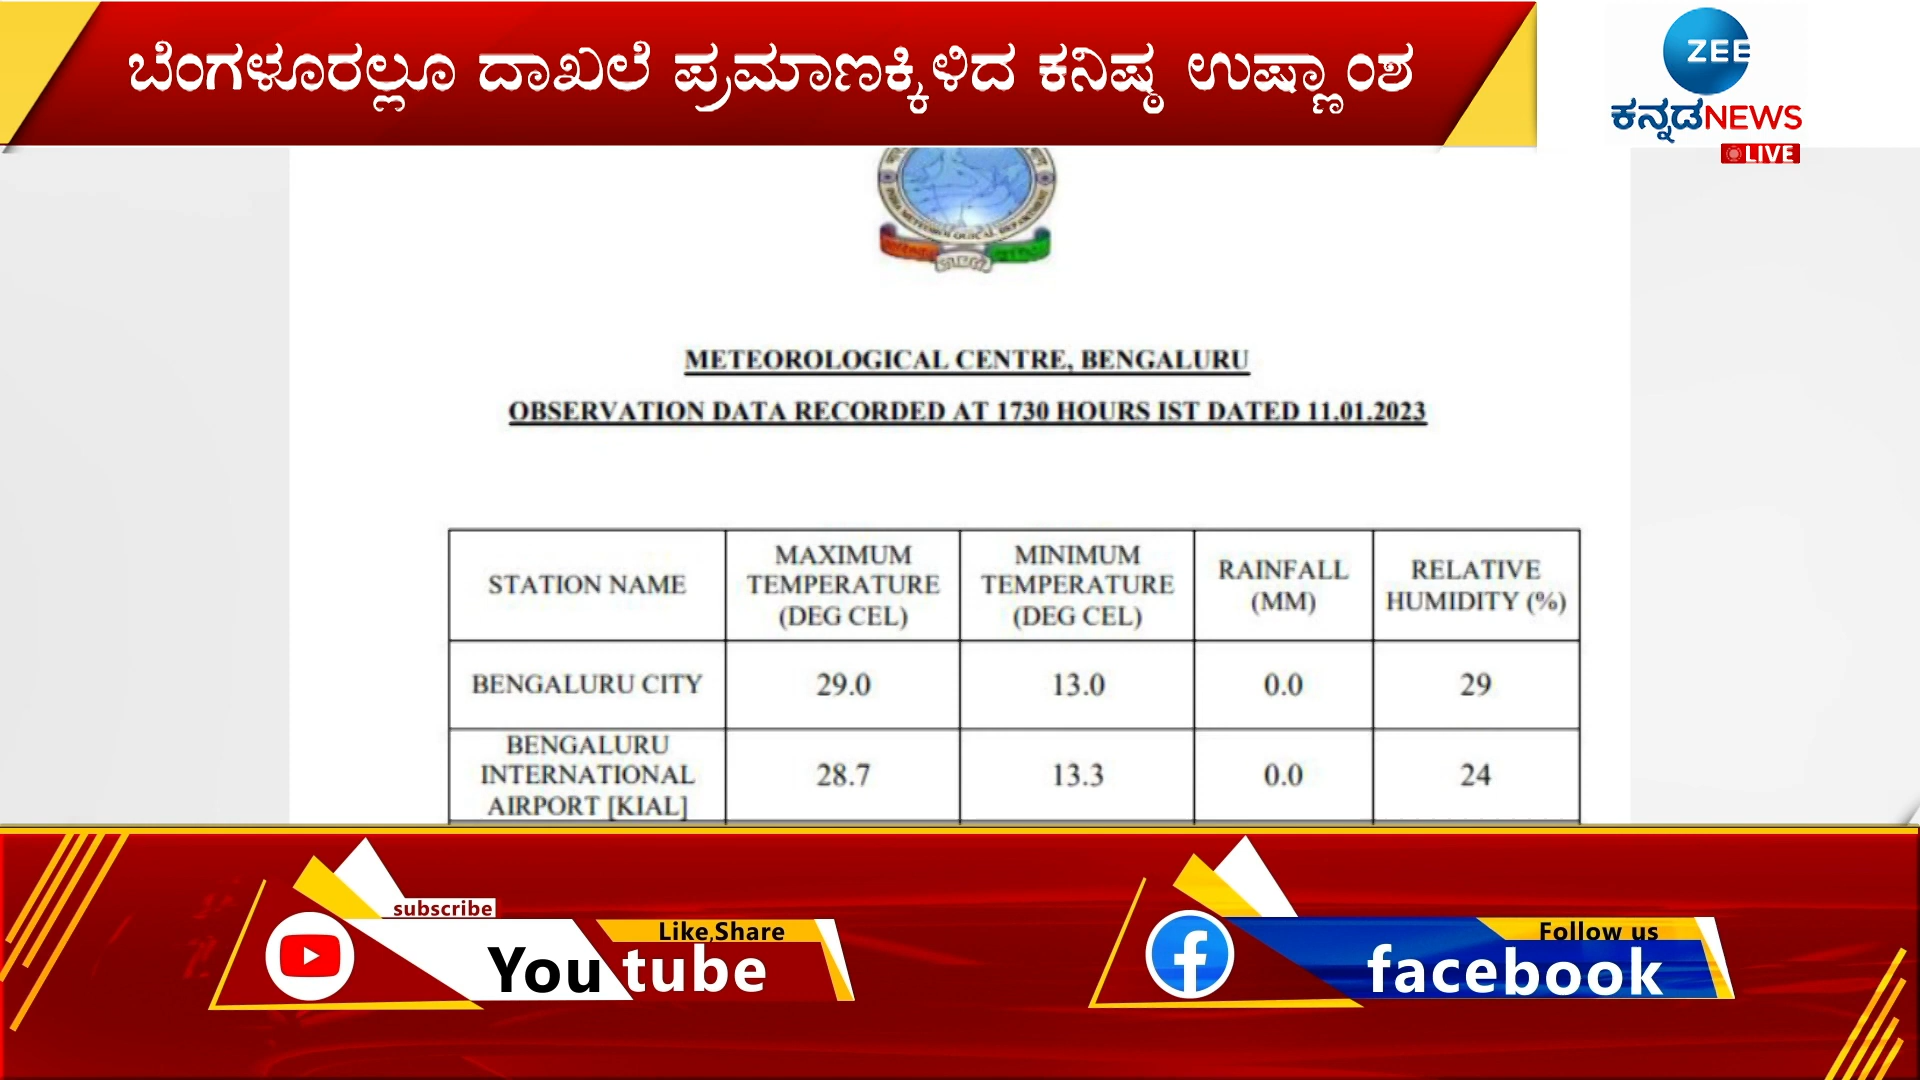 ಬೆಂಗಳೂರಲ್ಲೂ ದಾಖಲೆ ಪ್ರಮಾಣಕ್ಕಿಳಿದ ಕನಿಷ್ಠ ಉಷ್ಣಾಂಶ
ZEE
ಕನ್ನಡNEWS
LIVE
INDIA METEOROLOGICAL DEPARTMENT
METEOROLOGICAL CENTRE, BENGALURU
OBSERVATION DATA RECORDED AT 1730 HOURS IST DATED 11.01.2023
STATION NAME
MAXIMUM
TEMPERATURE
(DEG CEL)
MINIMUM
TEMPERATURE
(DEG CEL)
RAINFALL
(MM)
RELATIVE
HUMIDITY (%)
BENGALURU CITY
29.0
13.0
0.0
29
BENGALURU
INTERNATIONAL
AIRPORT [KIAL]
28.7
13.3
0.0
24
subscribe
Like,Share
You tube
Follow us
facebook